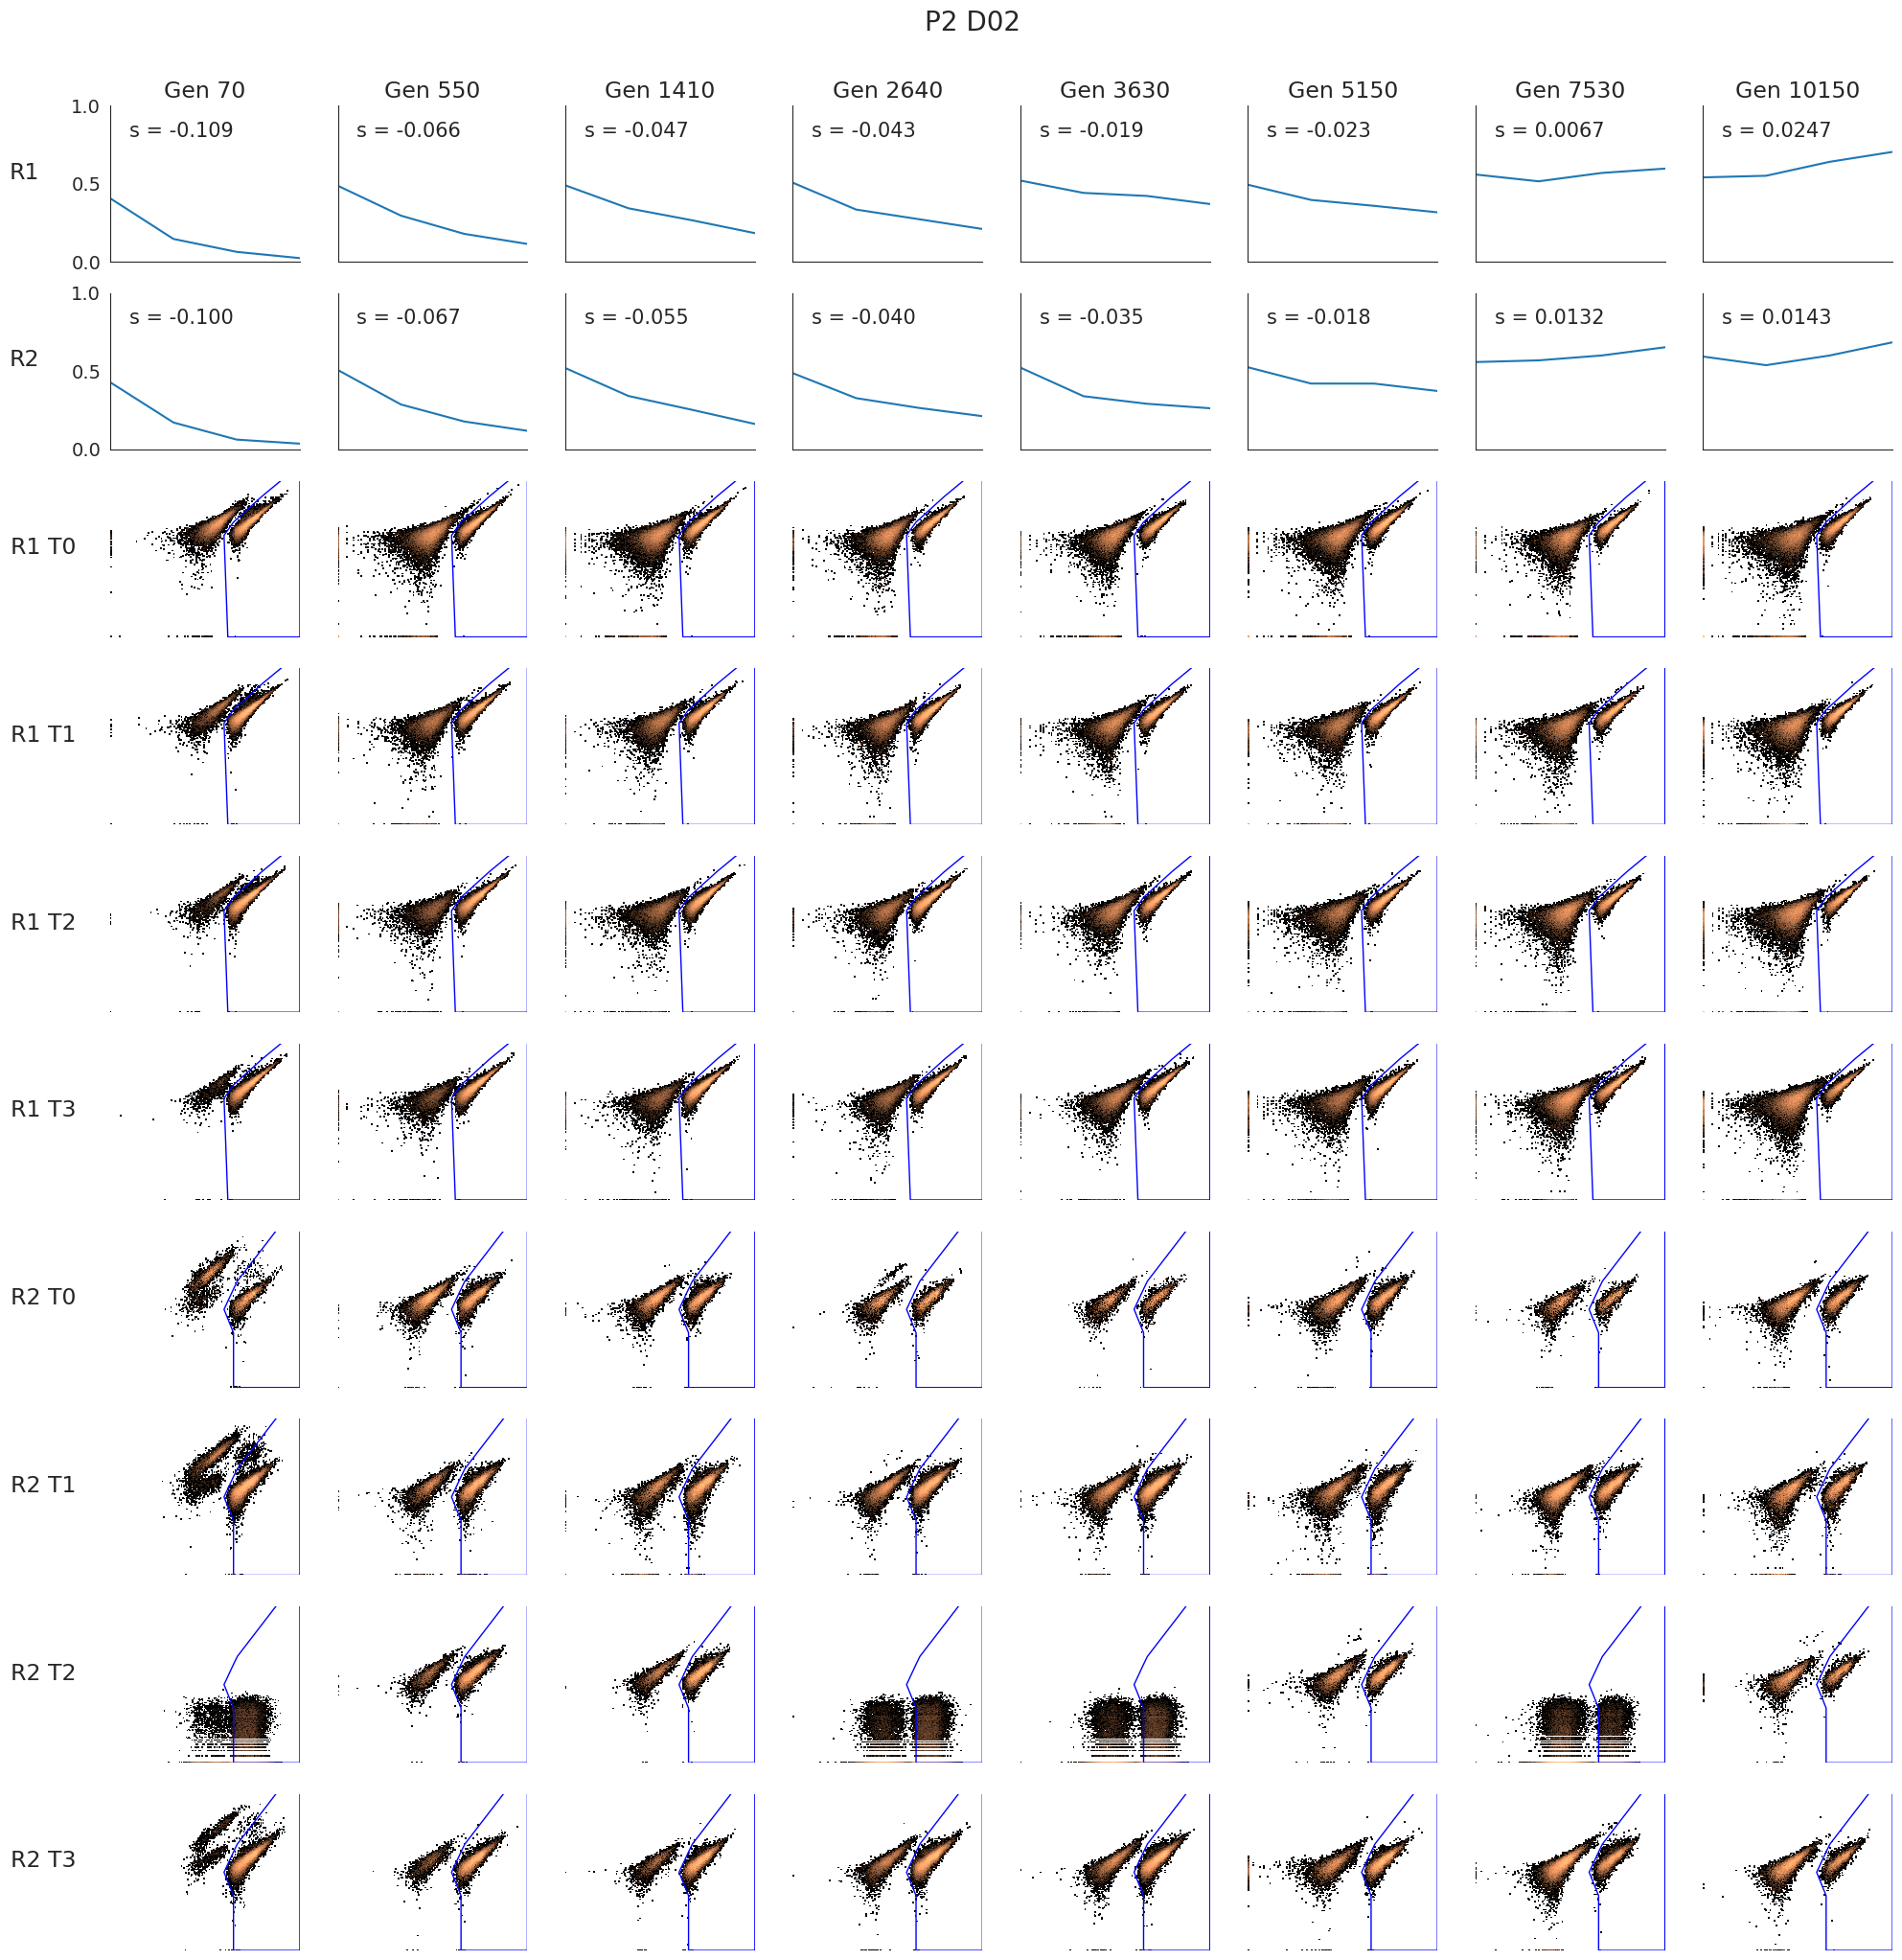 P2 D02
Gen 70 Gen 550 Gen 1410 Gen 2640 Gen 3630 Gen 5150 Gen 7530 Gen 10150
1.0
s = -0.109 s = -0.066 s = -0.047 s = -0.043 s = -0.019 s = -0.023 s = 0.0067 s = 0.0247
R1
0.5
0.0
1.0
s = -0.100 s = -0.067 s = -0.055 s = -0.040 s = -0.035 s = -0.018 s = 0.0132 s = 0.0143
R2
0.5
0.0
R1 T0
R1 T1
R1 T2
R1 T3
R2 T0
R2 T1
R2 T2
R2 T3